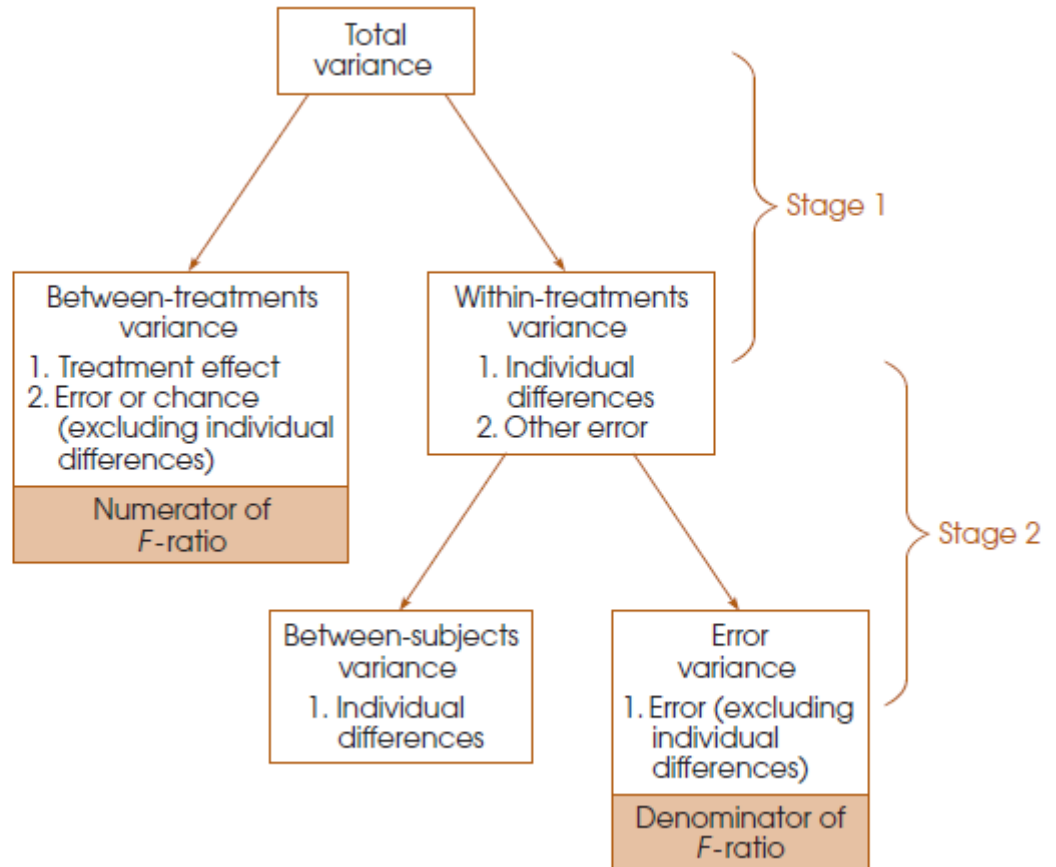 Total
variance
Stage 1
Between-treatments
variance
1. Treatment effect
2. Error or chance
(excluding individual
differences)
Numerator of
F-ratio
Within-treatments
variance
1. Individual
differences
2. Other error
Stage 2
Between-subjects
variance
1. Individual
differences
Error
variance
1. Error (excluding
individual
differences)
Denominator of
F-ratio